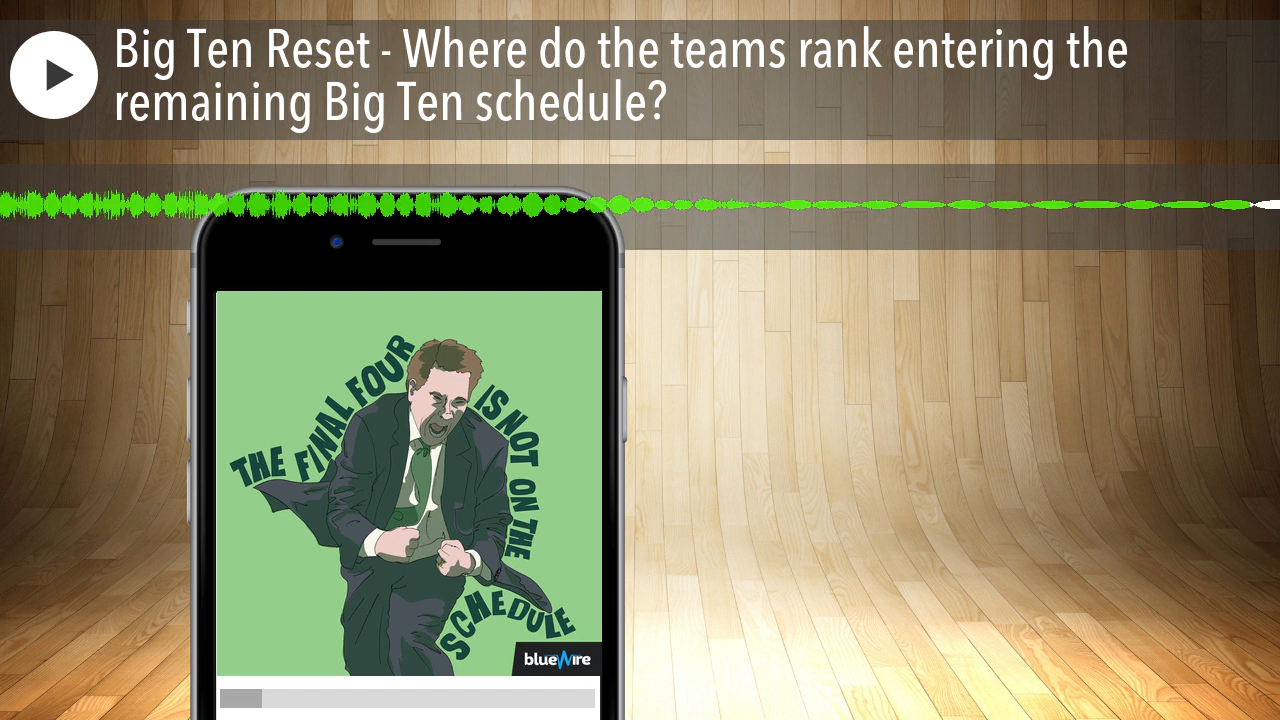 Big Ten Reset - Where do the teams rank entering the
remaining Big Ten schedule?
THE FINAL FOUR
IS NOT ON THE
SCHEDULE
blueWire